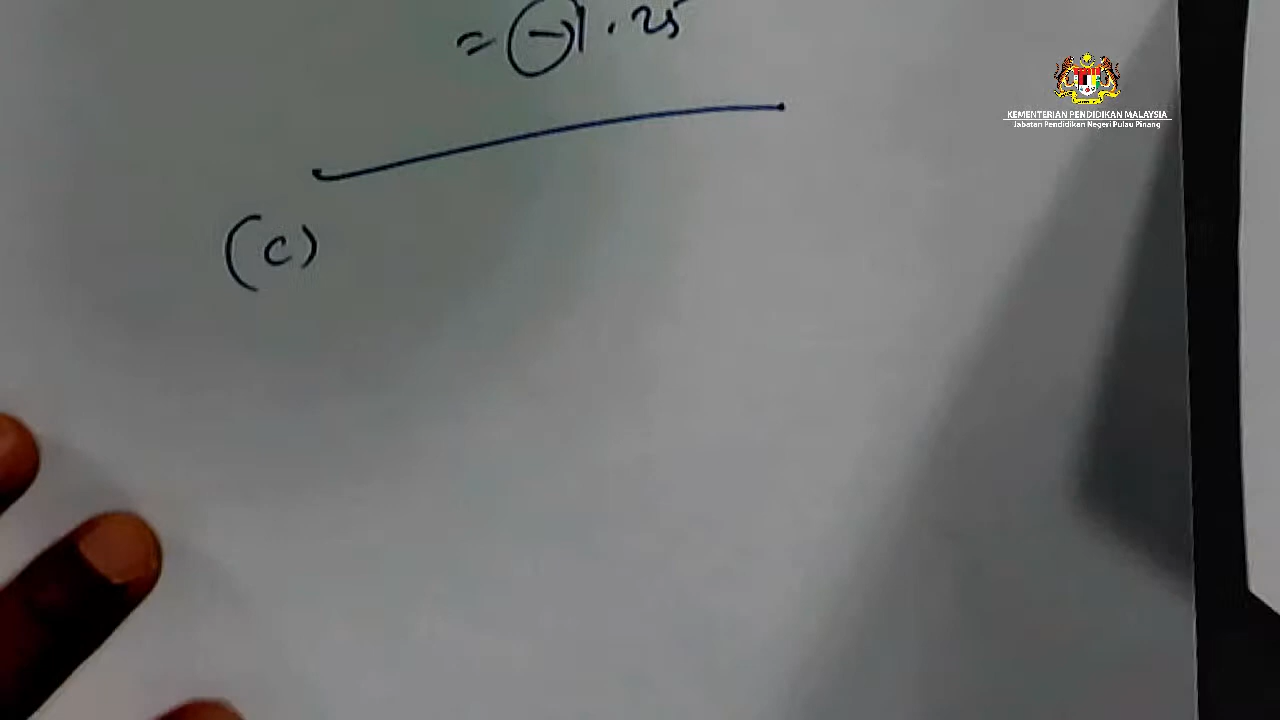 = -1.25
KEMENTERIAN PENDIDIKAN MALAYSIA
Jabatan Pendidikan Negeri Pulau Pinang
(c)